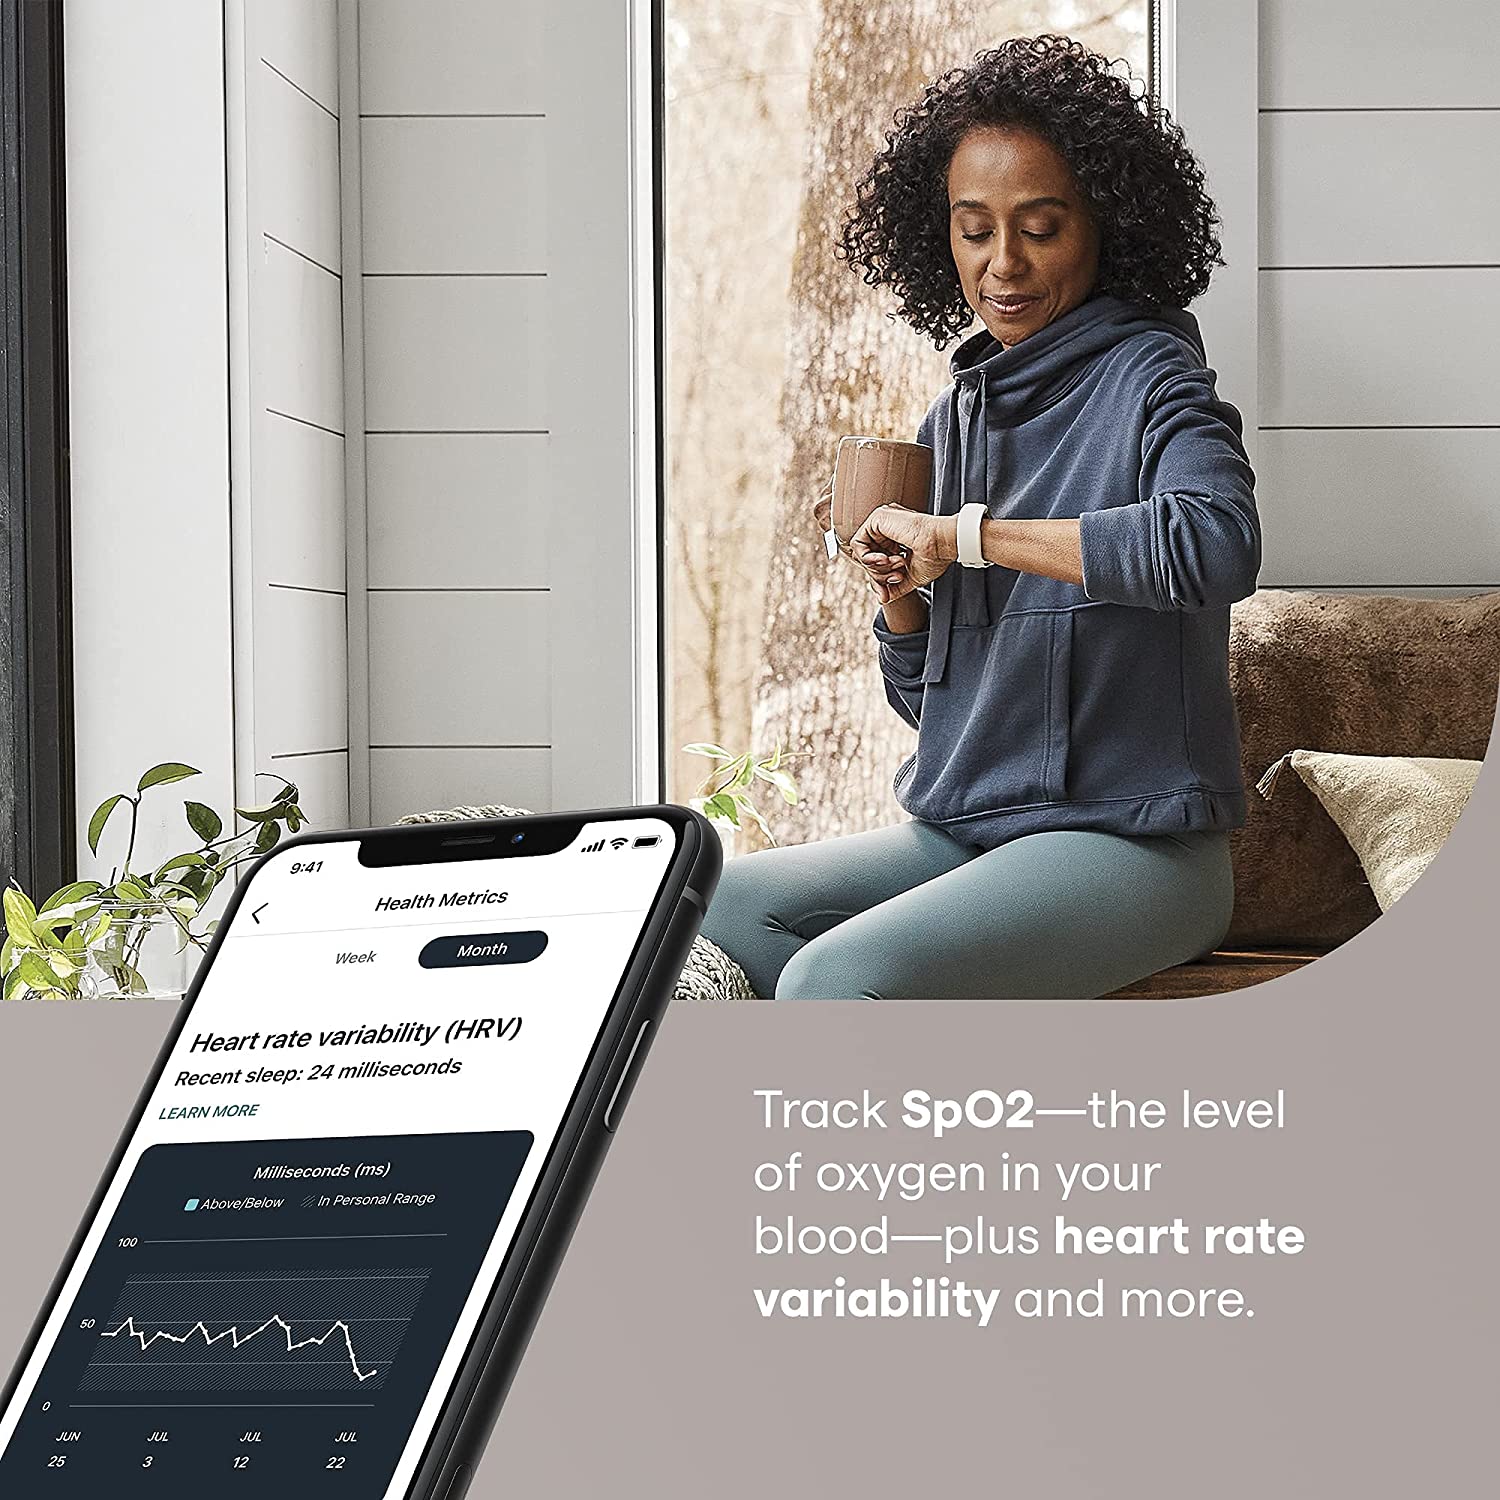 9:41
Health Metrics
Week Month
Heart rate variability (HRV)
Recent sleep: 24 milliseconds
LEARN MORE
Milliseconds (ms)
Above/Below In Personal Range
100
50
0
JUN JUL JUL JUL
25 3 12 22
Track SpO2—the level
of oxygen in your
blood—plus heart rate
variability and more.